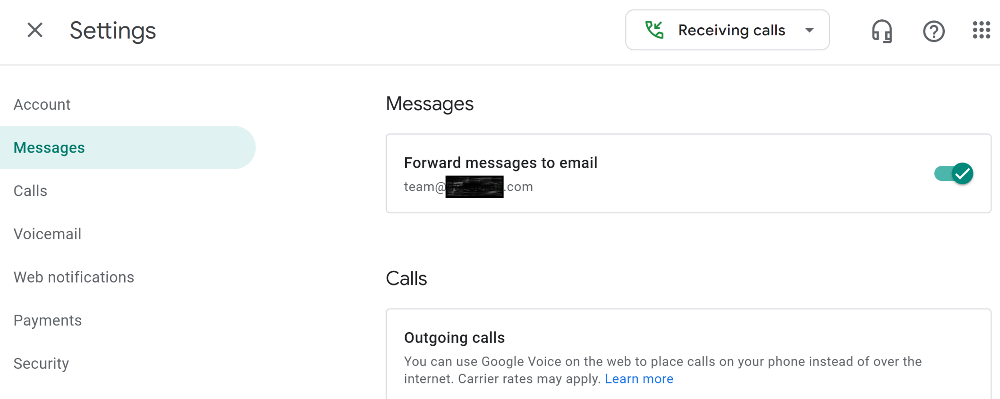 Settings
Receiving calls
Account
Messages
Calls
Voicemail
Web notifications
Payments
Security
Messages
Forward messages to email
team@ .com
Calls
Outgoing calls
You can use Google Voice on the web to place calls on your phone instead of over the
internet. Carrier rates may apply. Learn more